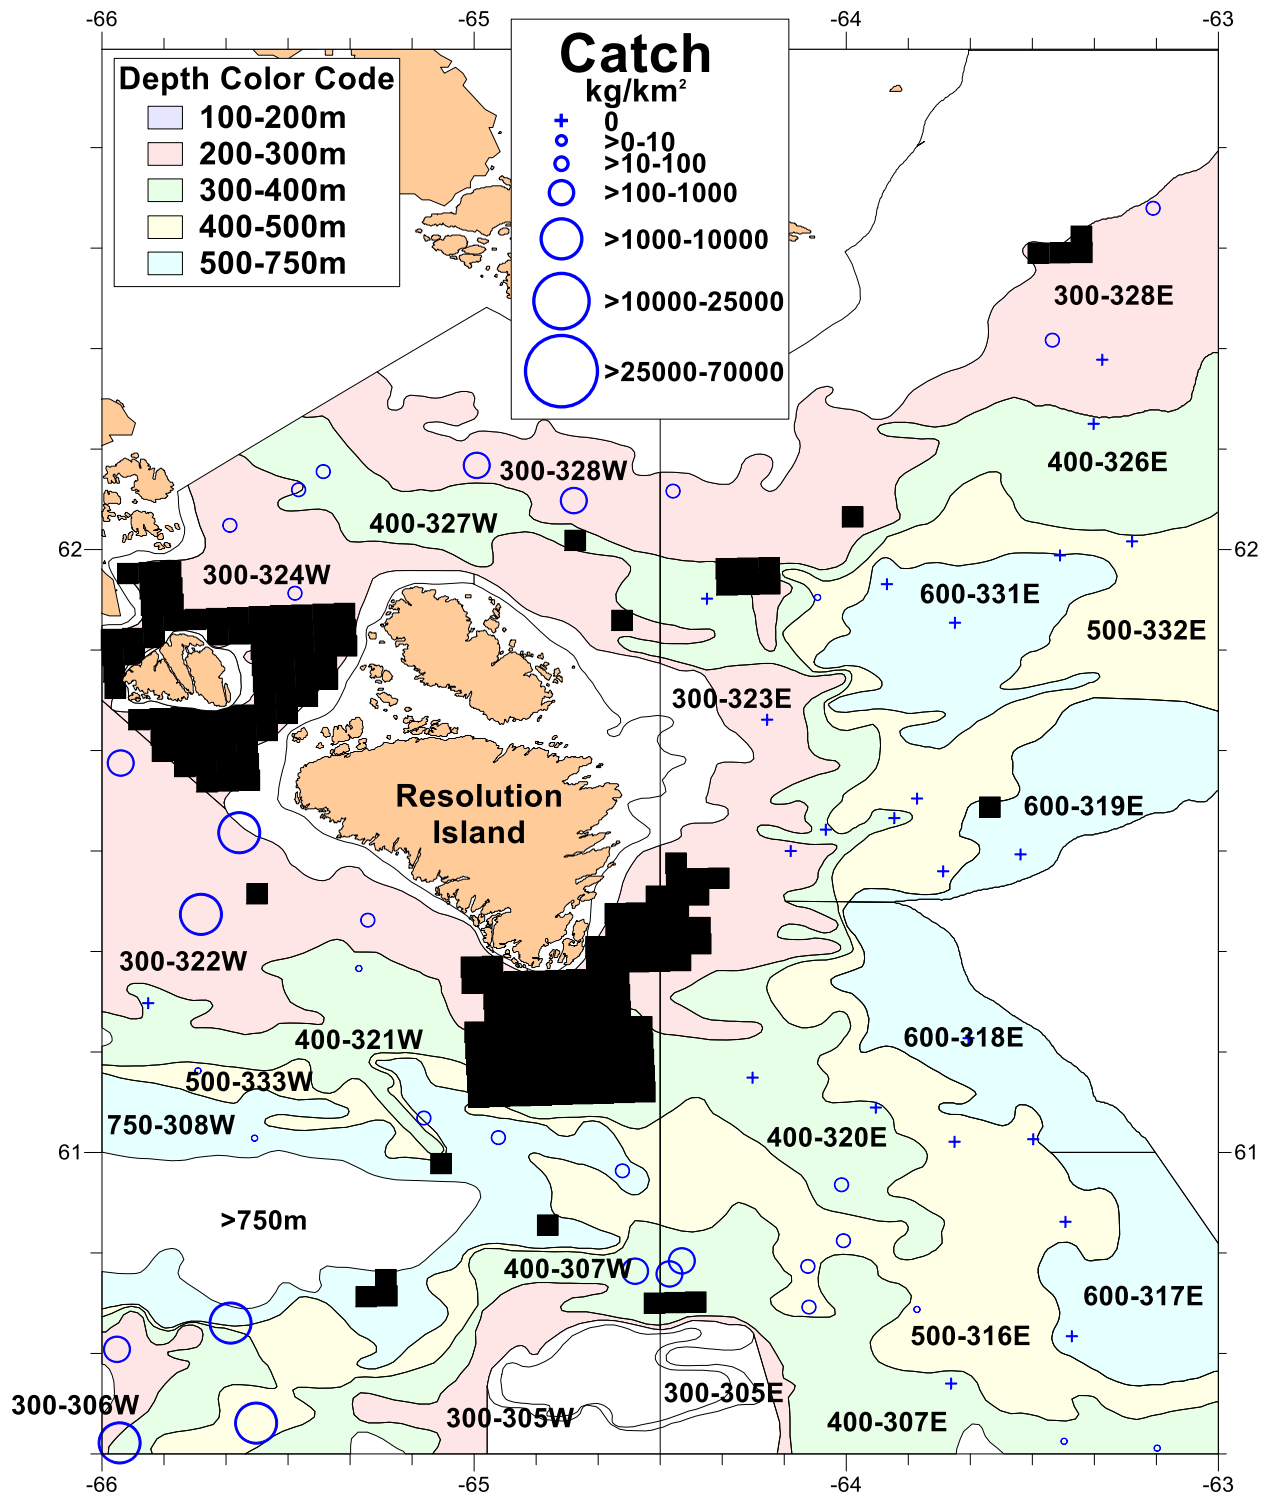 -66
-65
-64
-63
Catch
kg/km²
0
>0-10
>10-100
>100-1000
>1000-10000
>10000-25000
>25000-70000
Depth Color Code
100-200m
200-300m
300-400m
400-500m
500-750m
300-328E
400-326E
300-328W
400-327W
62
62
300-324W
600-331E
500-332E
300-323E
Resolution
Island
600-319E
300-322W
400-321W
600-318E
500-333W
750-308W
400-320E
61
61
>750m
400-307W
600-317E
500-316E
300-305E
300-306W
300-305W
400-307E
-66
-65
-64
-63